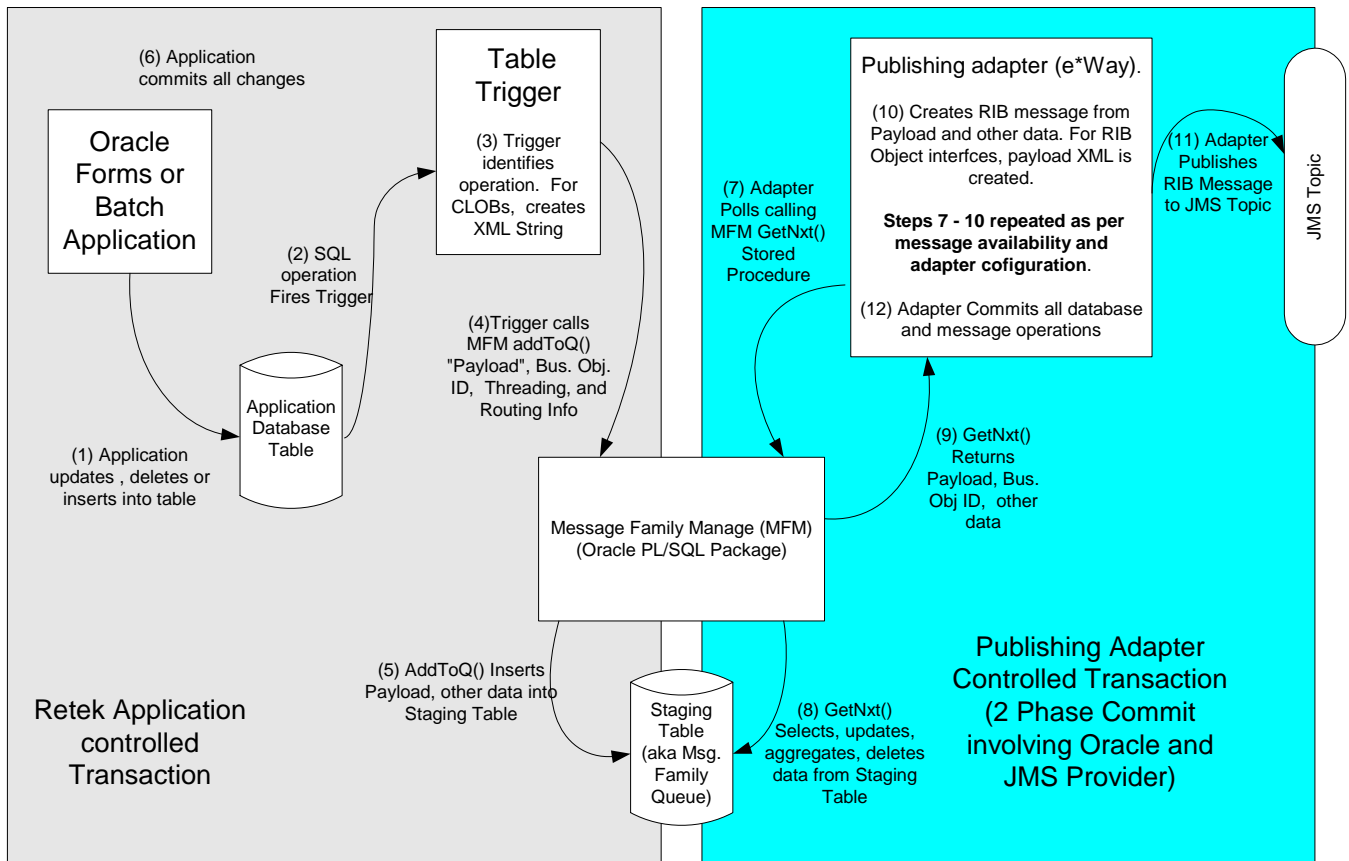 (6) Application
commits all changes
Oracle
Forms or
Batch
Application
Table
Trigger
(3) Trigger
identifies
operation. For
CLOBs, creates
XML String
(2) SQL
operation
Fires Trigger
(4)Trigger calls
MFM addToQ()
"Payload", Bus. Obj.
ID, Threading, and
Routing Info
Application
Database
Table
(1) Application
updates , deletes or
inserts into table
(5) AddToQ() Inserts
Payload, other data into
Staging Table
Retek Application
controlled
Transaction
Message Family Manage (MFM)
(Oracle PL/SQL Package)
Staging
Table
(aka Msg.
Family
Queue)
(7) Adapter
Polls calling
MFM GetNxt()
Stored
Procedure
Publishing adapter (e*Way).
(10) Creates RIB message from
Payload and other data. For RIB
Object interfces, payload XML is
created.
Steps 7 - 10 repeated as per
message availability and
adapter cofiguration.
(12) Adapter Commits all database
and message operations
(11) Adapter
Publishes
RIB Message
to JMS Topic
JMS Topic
(9) GetNxt()
Returns
Payload, Bus.
Obj ID, other
data
(8) GetNxt()
Selects, updates,
aggregates, deletes
data from Staging
Table
Publishing Adapter
Controlled Transaction
(2 Phase Commit
involving Oracle and
JMS Provider)